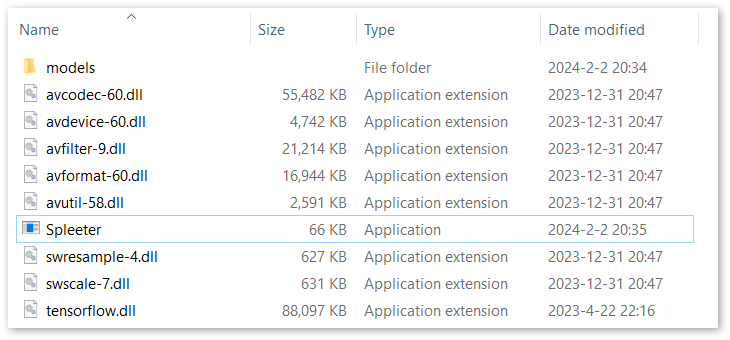 Name Size Type Date modified
models File folder 2024-2-2 20:34
avcodec-60.dll 55,482 KB Application extension 2023-12-31 20:47
avdevice-60.dll 4,742 KB Application extension 2023-12-31 20:47
avfilter-9.dll 21,214 KB Application extension 2023-12-31 20:47
avformat-60.dll 16,944 KB Application extension 2023-12-31 20:47
avutil-58.dll 2,591 KB Application extension 2023-12-31 20:47
Spleeter 66 KB Application 2024-2-2 20:35
swresample-4.dll 627 KB Application extension 2023-12-31 20:47
swscale-7.dll 631 KB Application extension 2023-12-31 20:47
tensorflow.dll 88,097 KB Application extension 2023-4-22 22:16